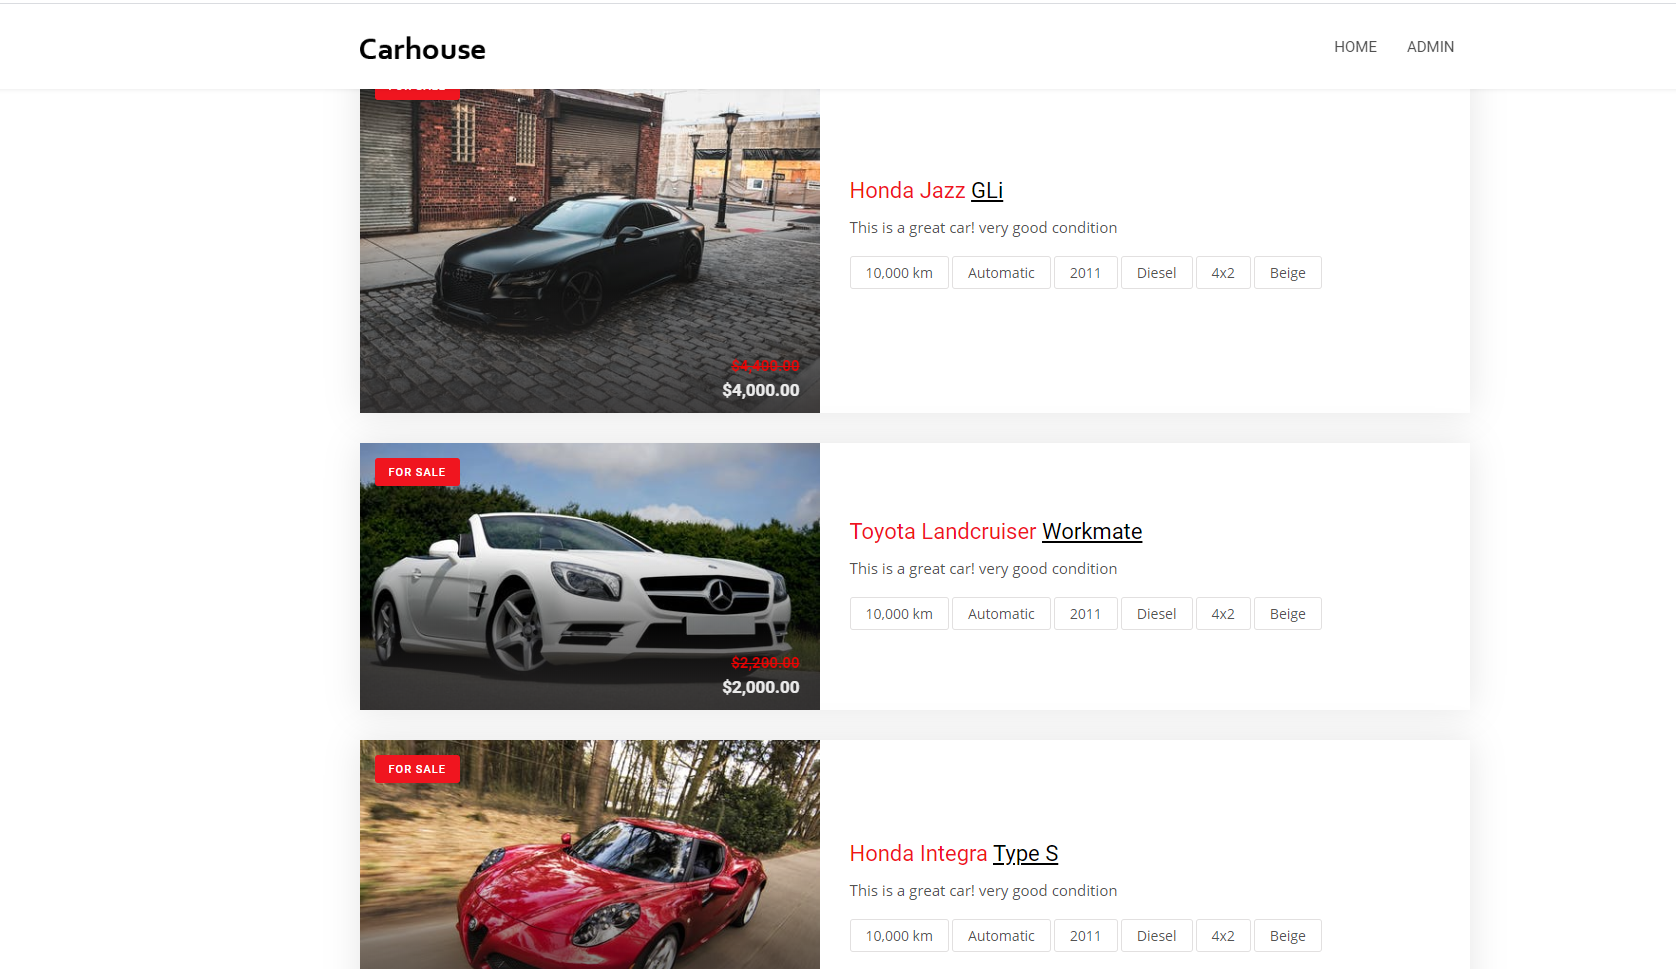 Carhouse
HOME
ADMIN
Honda Jazz GLi
This is a great car! very good condition
10,000 km
Automatic
2011
Diesel
4x2
Beige
$4,400.00
$4,000.00
FOR SALE
Toyota Landcruiser Workmate
This is a great car! very good condition
10,000 km
Automatic
2011
Diesel
4x2
Beige
$2,200.00
$2,000.00
FOR SALE
Honda Integra Type S
This is a great car! very good condition
10,000 km
Automatic
2011
Diesel
4x2
Beige